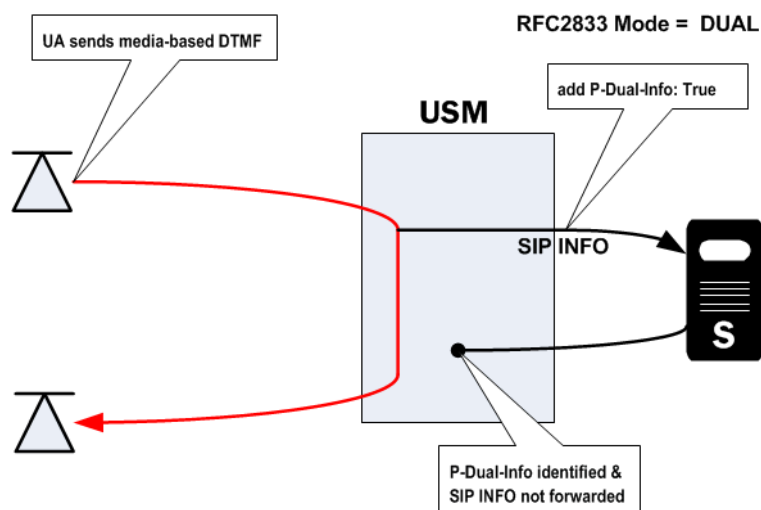 RFC2833 Mode = DUAL
UA sends media-based DTMF
add P-Dual-Info: True
USM
SIP INFO
S
P-Dual-Info identified &
SIP INFO not forwarded